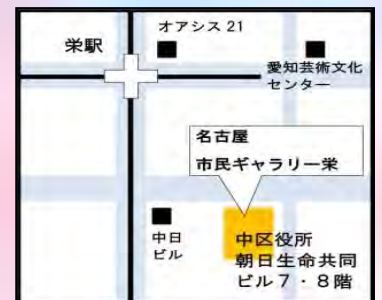 オアシス21
栄駅
愛知芸術文化
センター
名古屋
市民ギャラリー栄
中日
ビル
中区役所
朝日生命共同
ビル7・8階